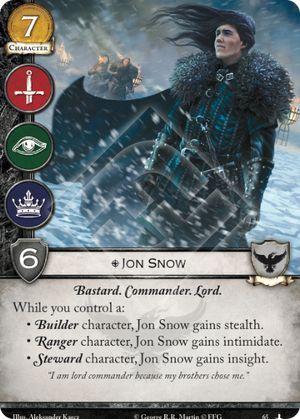 7
CHARACTER
6
JON SNOW
Bastard. Commander. Lord.
While you control a:
• Builder character, Jon Snow gains stealth.
• Ranger character, Jon Snow gains intimidate.
• Steward character, Jon Snow gains insight.
"I am lord commander because my brothers chose me."
Illus. Aleksander Karcz © George R.R. Martin © FFG 65